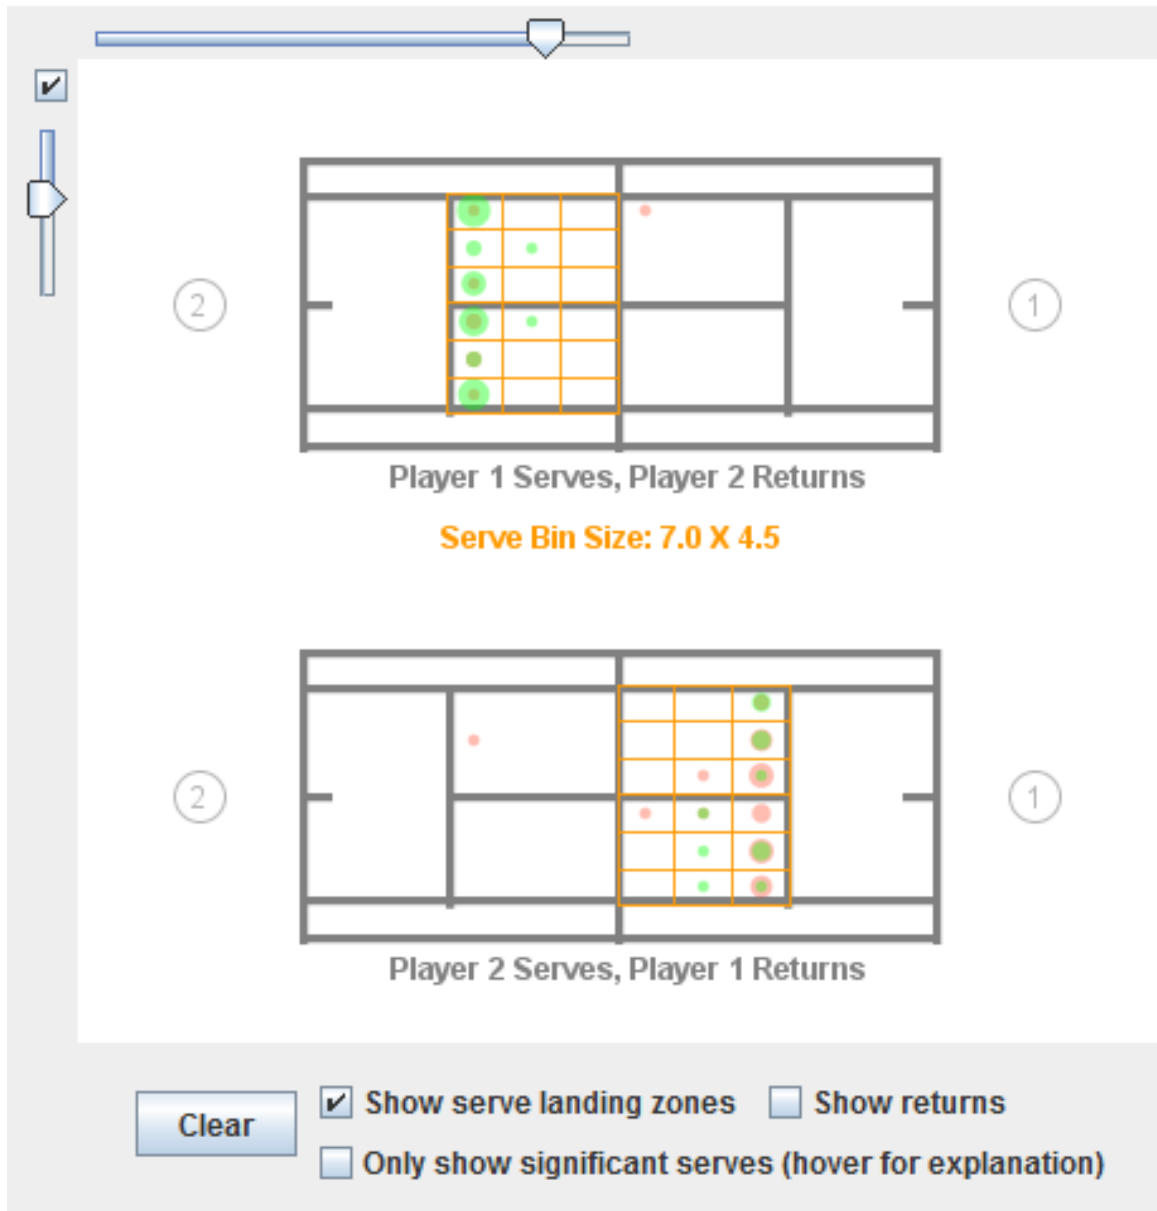 2
1
Player 1 Serves, Player 2 Returns
Serve Bin Size: 7.0 X 4.5
2
1
Player 2 Serves, Player 1 Returns
Clear
Show serve landing zones
Show returns
Only show significant serves (hover for explanation)